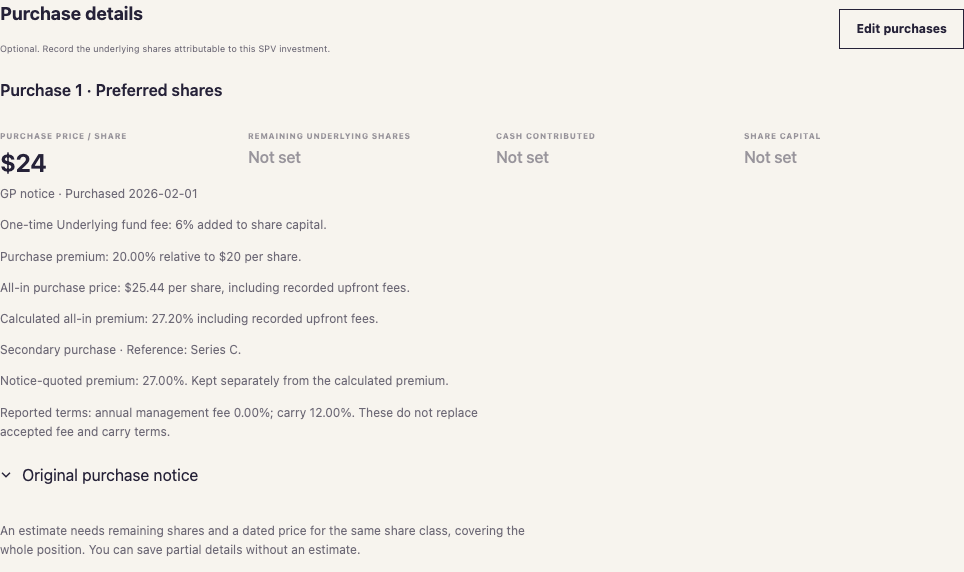 Purchase details
Edit purchases
Optional. Record the underlying shares attributable to this SPV investment.
Purchase 1 · Preferred shares
PURCHASE PRICE / SHARE
REMAINING UNDERLYING SHARES
CASH CONTRIBUTED
SHARE CAPITAL
$24
Not set
Not set
Not set
GP notice · Purchased 2026-02-01
One-time Underlying fund fee: 6% added to share capital.
Purchase premium: 20.00% relative to $20 per share.
All-in purchase price: $25.44 per share, including recorded upfront fees.
Calculated all-in premium: 27.20% including recorded upfront fees.
Secondary purchase · Reference: Series C.
Notice-quoted premium: 27.00%. Kept separately from the calculated premium.
Reported terms: annual management fee 0.00%; carry 12.00%. These do not replace
accepted fee and carry terms.
Original purchase notice
An estimate needs remaining shares and a dated price for the same share class, covering the
whole position. You can save partial details without an estimate.